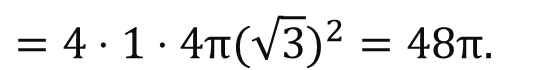 = 4 · 1 · 4π(√3)² = 48π.